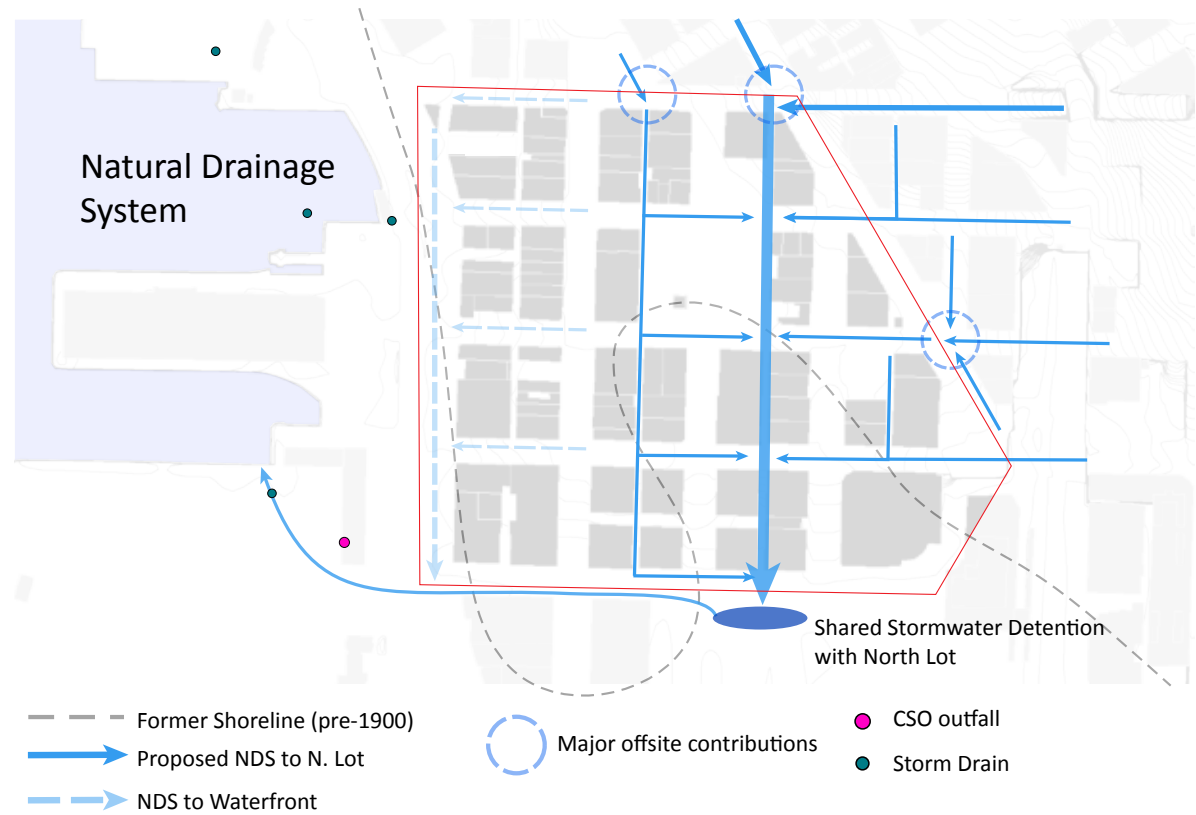 Natural Drainage
System
Shared Stormwater Detention
with North Lot
Former Shoreline (pre-1900)
Proposed NDS to N. Lot
NDS to Waterfront
Major offsite contributions
CSO outfall
Storm Drain